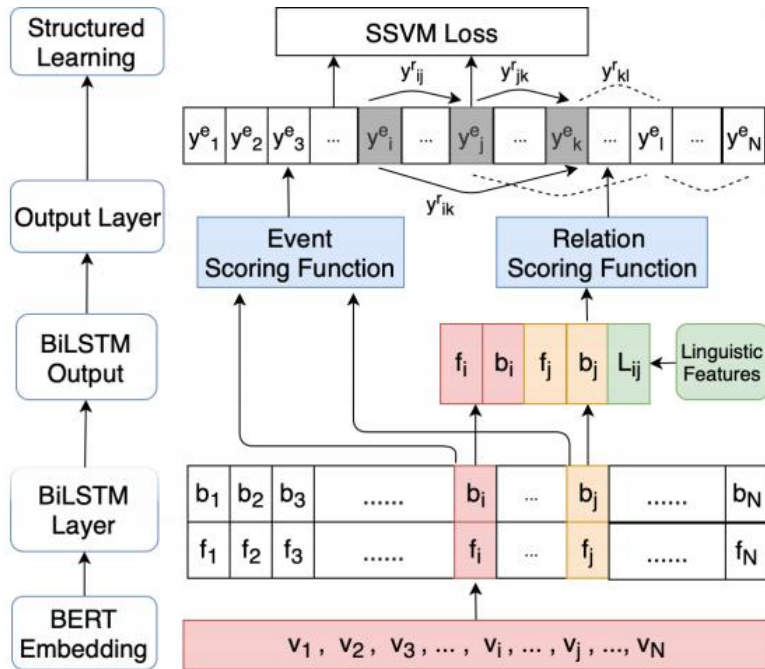 Structured
Learning
SSVM Loss
y^r_ij
y^r_jk
y^r_kl
y^e_1 y^e_2 y^e_3 ... y^e_i ... y^e_j ... y^e_k ... y^e_l ... y^e_N
y^r_ik
Output Layer
Event
Scoring Function
Relation
Scoring Function
BiLSTM
Output
f_i b_i f_j b_j L_ij
Linguistic
Features
BiLSTM
Layer
b_1 b_2 b_3 ...... b_i ... b_j ...... b_N
f_1 f_2 f_3 ...... f_i ... f_j ...... f_N
BERT
Embedding
v_1 , v_2 , v_3 , ... , v_i , ... , v_j , ..., v_N